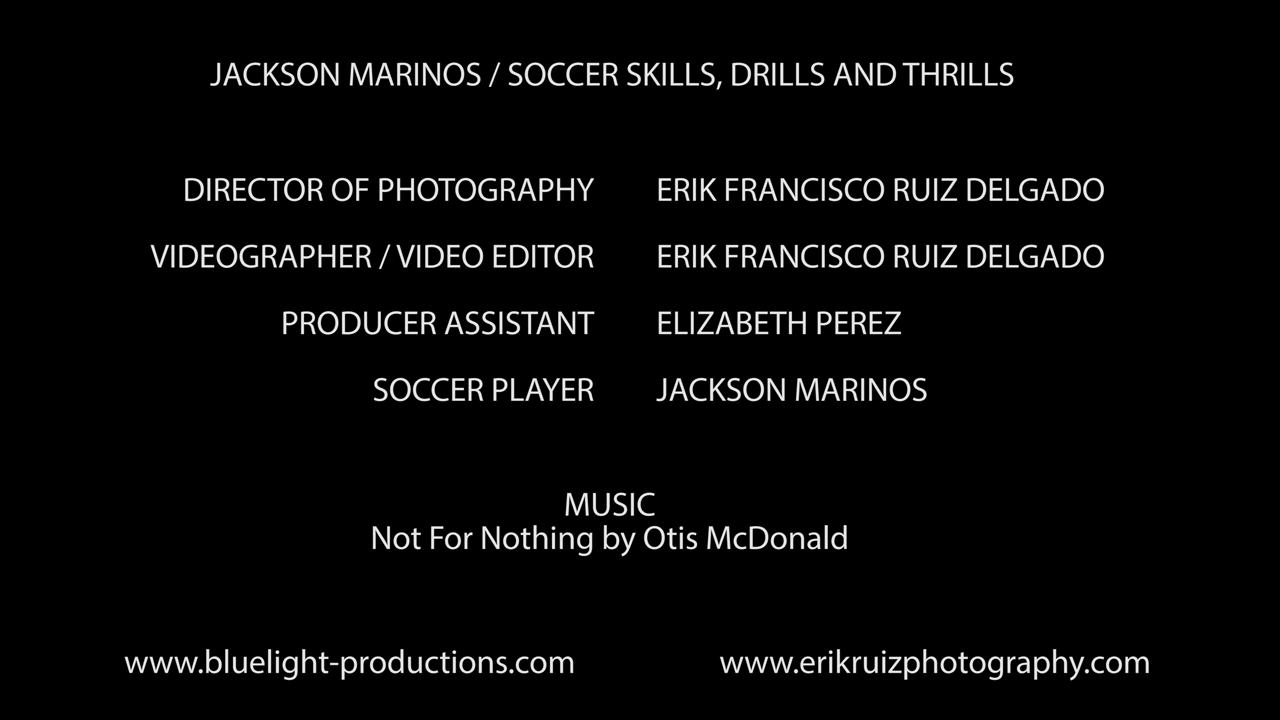 JACKSON MARINOS / SOCCER SKILLS, DRILLS AND THRILLS
DIRECTOR OF PHOTOGRAPHY ERIK FRANCISCO RUIZ DELGADO
VIDEOGRAPHER / VIDEO EDITOR ERIK FRANCISCO RUIZ DELGADO
PRODUCER ASSISTANT ELIZABETH PEREZ
SOCCER PLAYER JACKSON MARINOS
MUSIC
Not For Nothing by Otis McDonald
www.bluelight-productions.com www.erikruizphotography.com